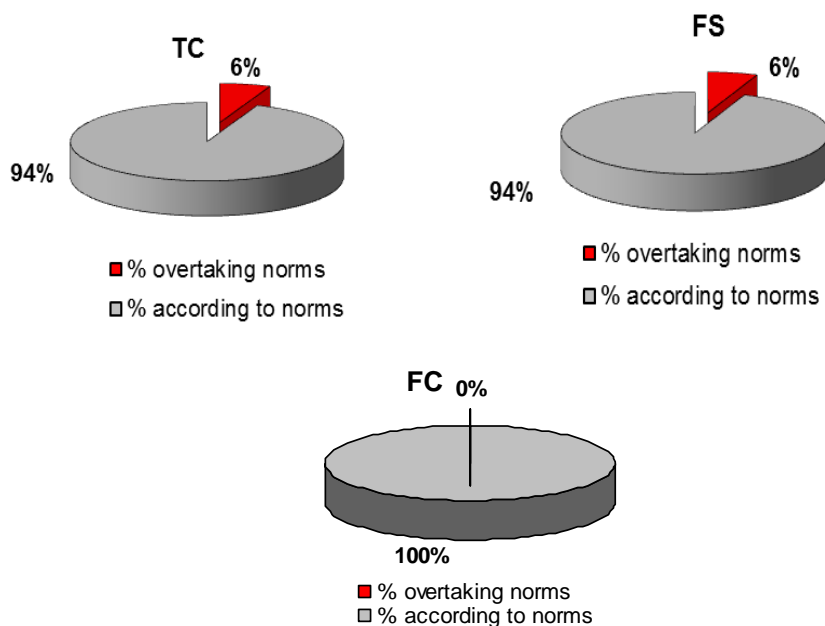 TC
6%
94%
% overtaking norms
% according to norms
FS
6%
94%
% overtaking norms
% according to norms
FC
0%
100%
% overtaking norms
% according to norms